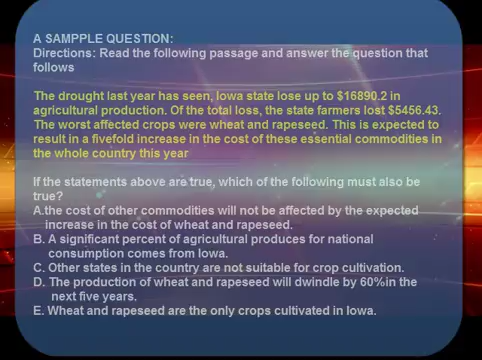 A SAMPPLE QUESTION:
Directions: Read the following passage and answer the question that
follows
The drought last year has seen, Iowa state lose up to $16890.2 in
agricultural production. Of the total loss, the state farmers lost $5456.43.
The worst affected crops were wheat and rapeseed. This is expected to
result in a fivefold increase in the cost of these essential commodities in
the whole country this year
If the statements above are true, which of the following must also be
true?
A.the cost of other commodities will not be affected by the expected
increase in the cost of wheat and rapeseed.
B. A significant percent of agricultural produces for national
consumption comes from Iowa.
C. Other states in the country are not suitable for crop cultivation.
D. The production of wheat and rapeseed will dwindle by 60%in the
next five years.
E. Wheat and rapeseed are the only crops cultivated in Iowa.